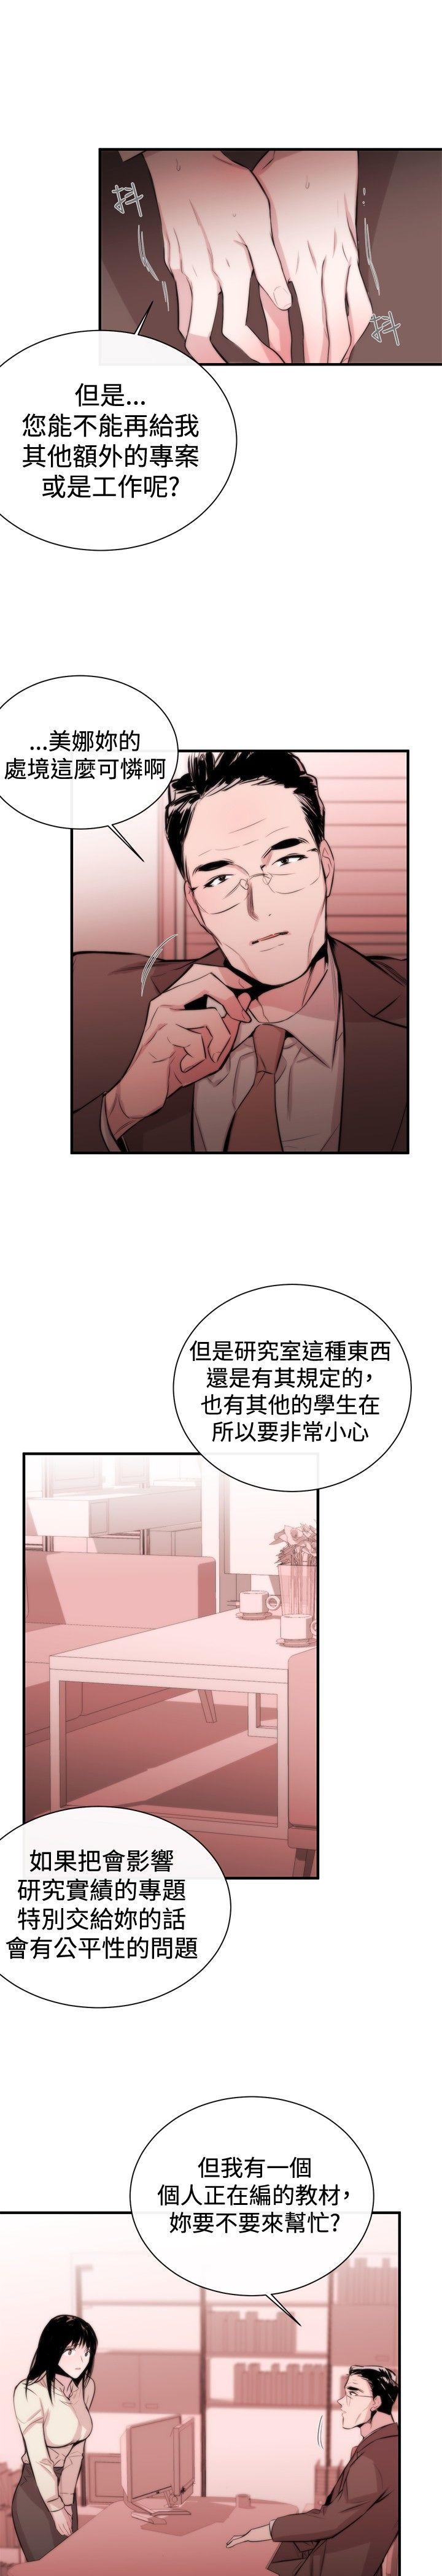 但是...
您能不能再給我
其他額外的專案
或是工作呢?
...美娜妳的
處境這麼可憐啊
但是研究室這種東西
還是有其規定的,
也有其他的學生在
所以要非常小心
如果把會影響
研究實績的專題
特別交給妳的話
會有公平性的問題
但我有一個
個人正在編的教材,
妳要不要來幫忙?